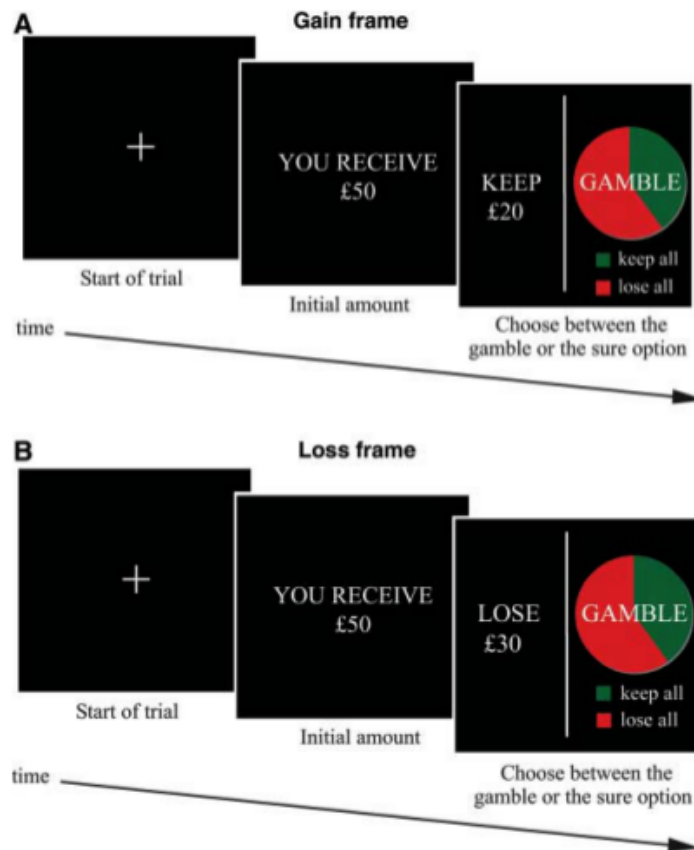 A
Gain frame
+
YOU RECEIVE
£50
KEEP
£20
GAMBLE
keep all
lose all
Start of trial
Initial amount
Choose between the
gamble or the sure option
time
B
Loss frame
+
YOU RECEIVE
£50
LOSE
£30
GAMBLE
keep all
lose all
Start of trial
Initial amount
Choose between the
gamble or the sure option
time